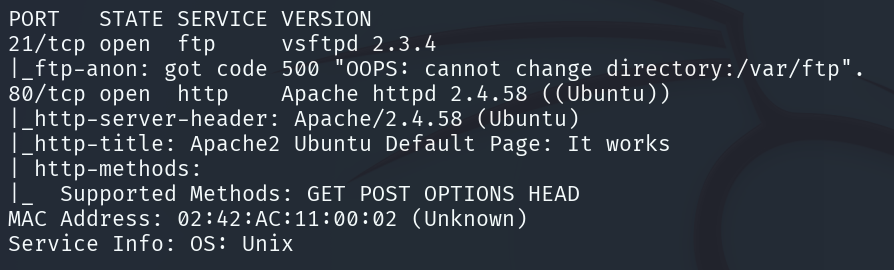 PORT   STATE SERVICE VERSION
21/tcp open  ftp     vsftpd 2.3.4
|_ftp-anon: got code 500 "OOPS: cannot change directory:/var/ftp".
80/tcp open  http    Apache httpd 2.4.58 ((Ubuntu))
|_http-server-header: Apache/2.4.58 (Ubuntu)
|_http-title: Apache2 Ubuntu Default Page: It works
| http-methods:
|_  Supported Methods: GET POST OPTIONS HEAD
MAC Address: 02:42:AC:11:00:02 (Unknown)
Service Info: OS: Unix